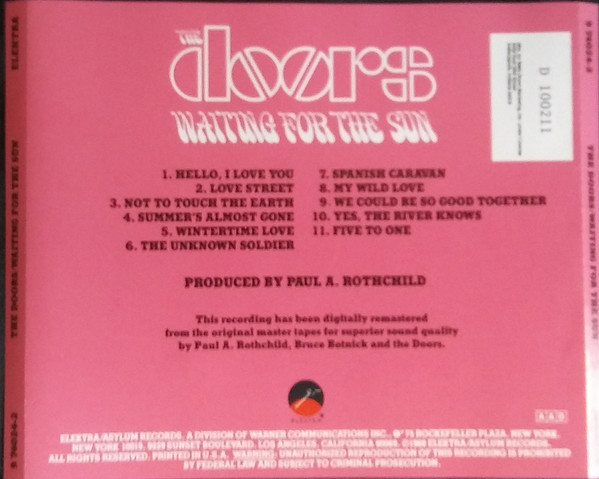 THE
doors
WAITING FOR THE SUN
D 100211
1. HELLO, I LOVE YOU
2. LOVE STREET
3. NOT TO TOUCH THE EARTH
4. SUMMER'S ALMOST GONE
5. WINTERTIME LOVE
6. THE UNKNOWN SOLDIER
7. SPANISH CARAVAN
8. MY WILD LOVE
9. WE COULD BE SO GOOD TOGETHER
10. YES, THE RIVER KNOWS
11. FIVE TO ONE
PRODUCED BY PAUL A. ROTHCHILD
This recording has been digitally remastered
from the original master tapes for superior sound quality
by Paul A. Rothchild, Bruce Botnick and the Doors.
ELEKTRA
AAD
ELEKTRA/ASYLUM RECORDS, A DIVISION OF WARNER COMMUNICATIONS INC., 75 ROCKEFELLER PLAZA, NEW YORK,
NEW YORK 10019. 9229 SUNSET BOULEVARD, LOS ANGELES, CALIFORNIA 90069. ELEKTRA/ASYLUM RECORDS.
ALL RIGHTS RESERVED. PRINTED IN U.S.A. WARNING: UNAUTHORIZED REPRODUCTION OF THIS RECORDING IS PROHIBITED
BY FEDERAL LAW AND SUBJECT TO CRIMINAL PROSECUTION.
ELEKTRA
THE DOORS/WAITING FOR THE SUN
9 74024-2
9 74024-2
THE DOORS/WAITING FOR THE SUN